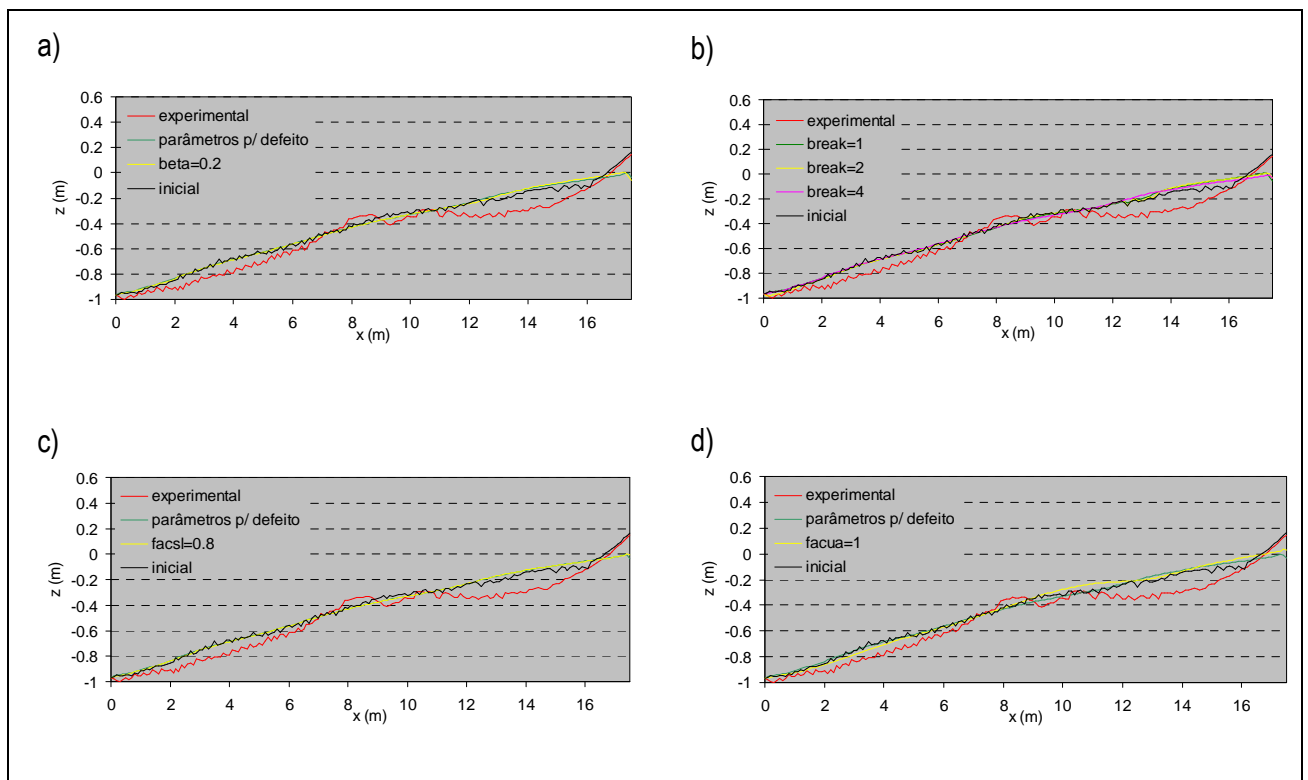 a)
0.6
0.4
0.2
0
-0.2
-0.4
-0.6
-0.8
-1
z (m)
experimental
parâmetros p/ defeito
beta=0.2
inicial
0 2 4 6 8 10 12 14 16
x (m)
b)
0.6
0.4
0.2
0
-0.2
-0.4
-0.6
-0.8
-1
z (m)
experimental
break=1
break=2
break=4
inicial
0 2 4 6 8 10 12 14 16
x (m)
c)
0.6
0.4
0.2
0
-0.2
-0.4
-0.6
-0.8
-1
z (m)
experimental
parâmetros p/ defeito
facsl=0.8
inicial
0 2 4 6 8 10 12 14 16
x (m)
d)
0.6
0.4
0.2
0
-0.2
-0.4
-0.6
-0.8
-1
z (m)
experimental
parâmetros p/ defeito
facua=1
inicial
0 2 4 6 8 10 12 14 16
x (m)